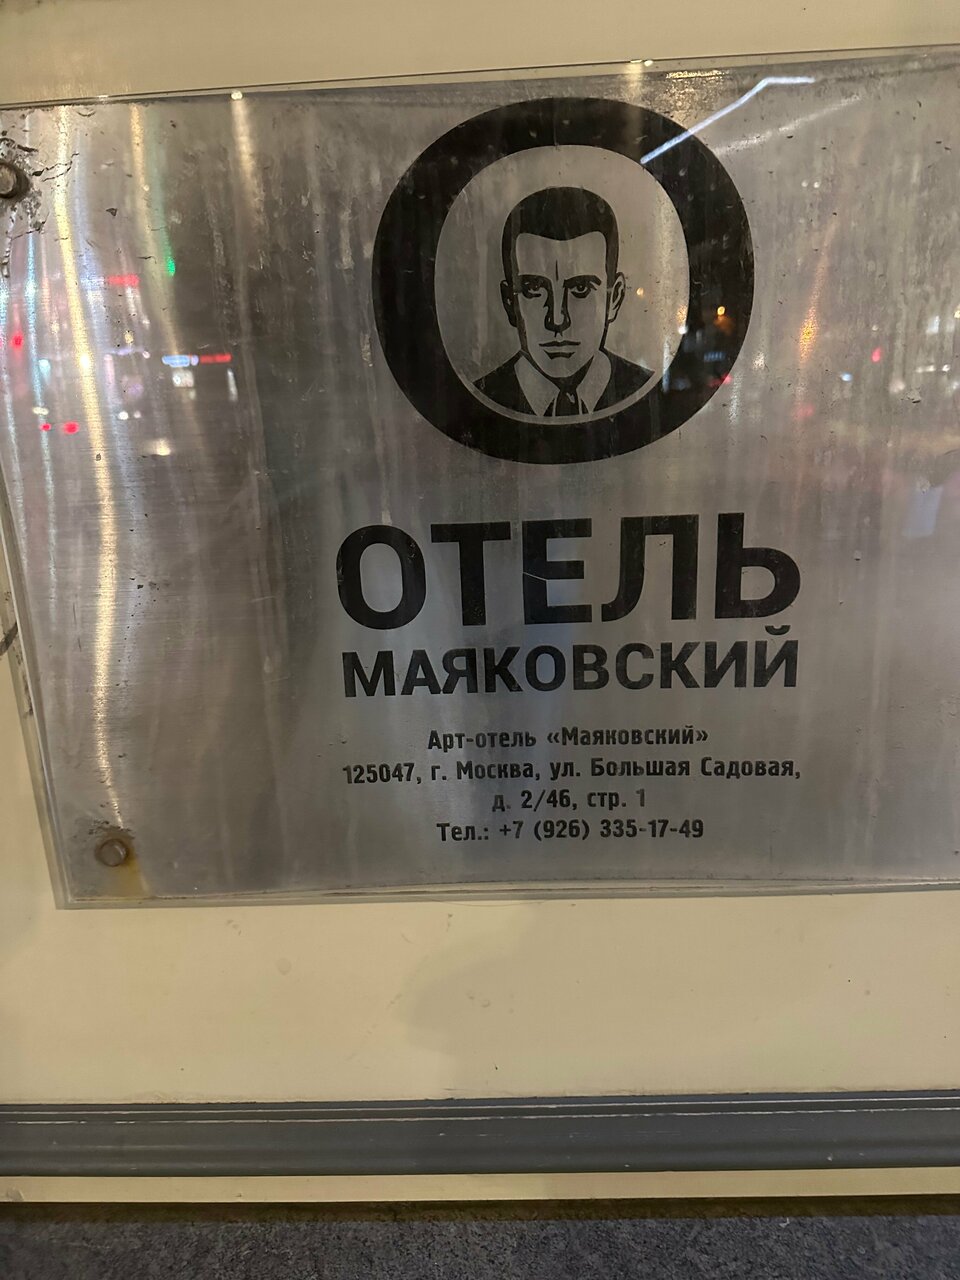 ОТЕЛЬ
МАЯКОВСКИЙ
Арт-отель «Маяковский»
125047, г. Москва, ул. Большая Садовая,
д. 2/46, стр. 1
Тел.: +7 (926) 335-17-49